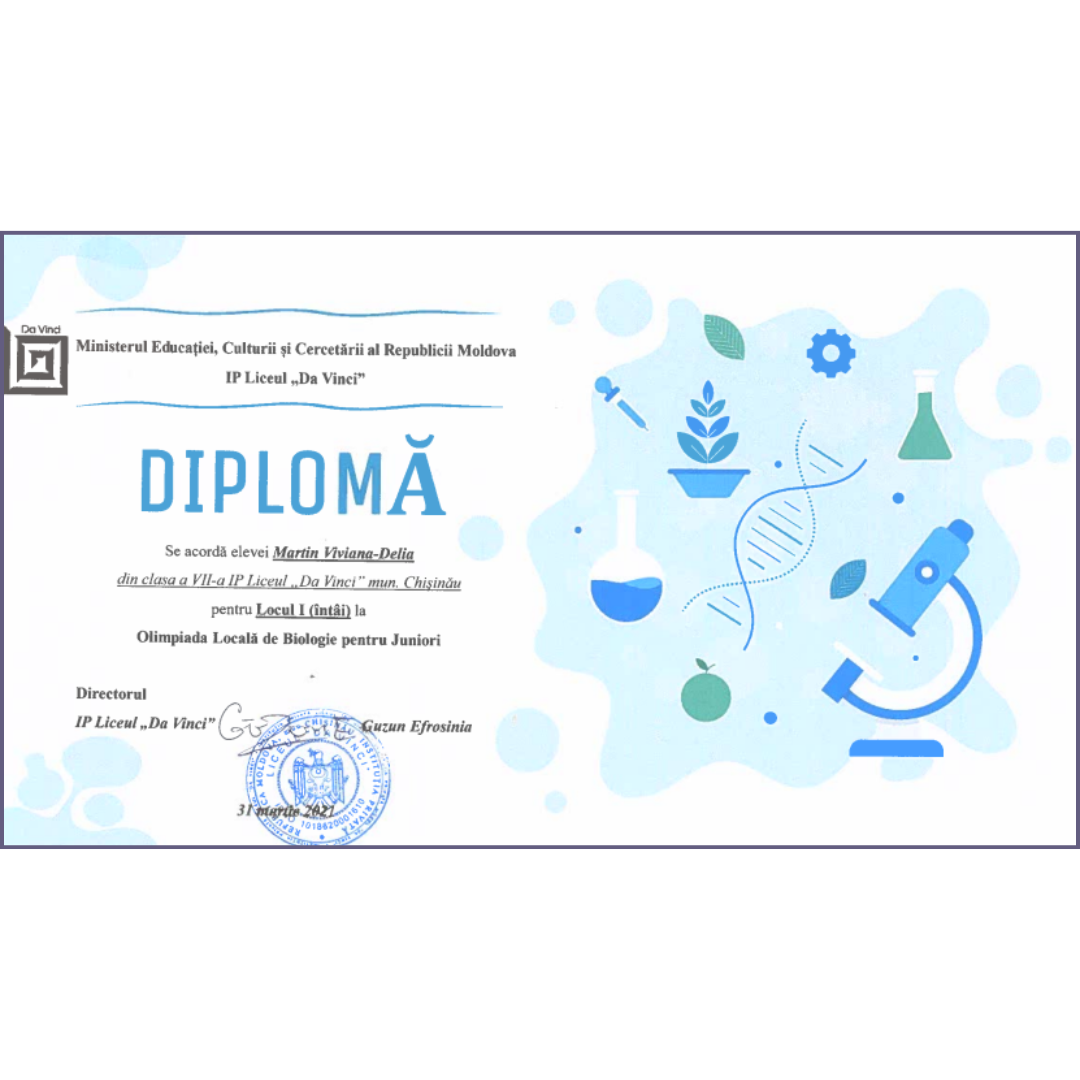 Da Vinci
Ministerul Educației, Culturii și Cercetării al Republicii Moldova
IP Liceul „Da Vinci”
DIPLOMĂ
Se acordă elevei Martin Viviana-Delia
din clasa a VII-a IP Liceul „Da Vinci” mun. Chișinău
pentru Locul I (întâi) la
Olimpiada Locală de Biologie pentru Juniori
Directorul
IP Liceul „Da Vinci” Guzun Efrosinia
31 martie 2021
REPUBLICA MOLDOVA, CHIȘINĂU, INSTITUȚIA PRIVATĂ
LICEUL VINCI
1018620001610